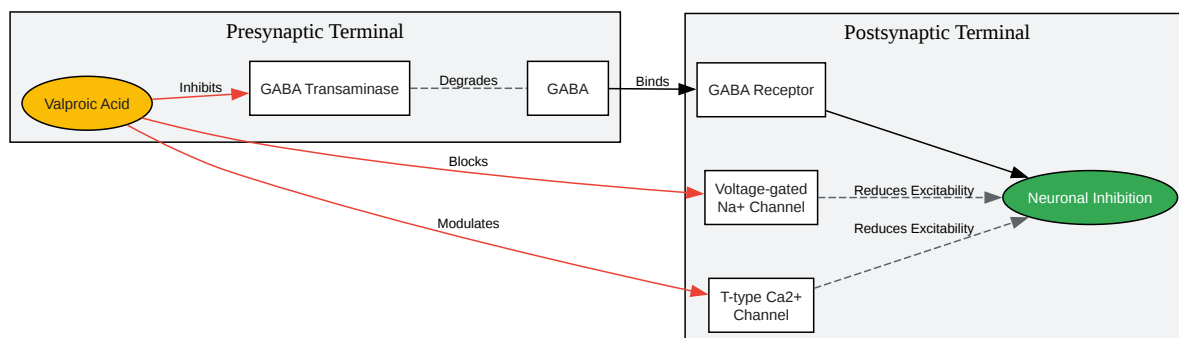 Presynaptic Terminal
Postsynaptic Terminal
Valproic Acid
Inhibits
GABA Transaminase
Degrades
GABA
Binds
GABA Receptor
Blocks
Voltage-gated
Na+ Channel
Reduces Excitability
Neuronal Inhibition
Modulates
Reduces Excitability
T-type Ca2+
Channel